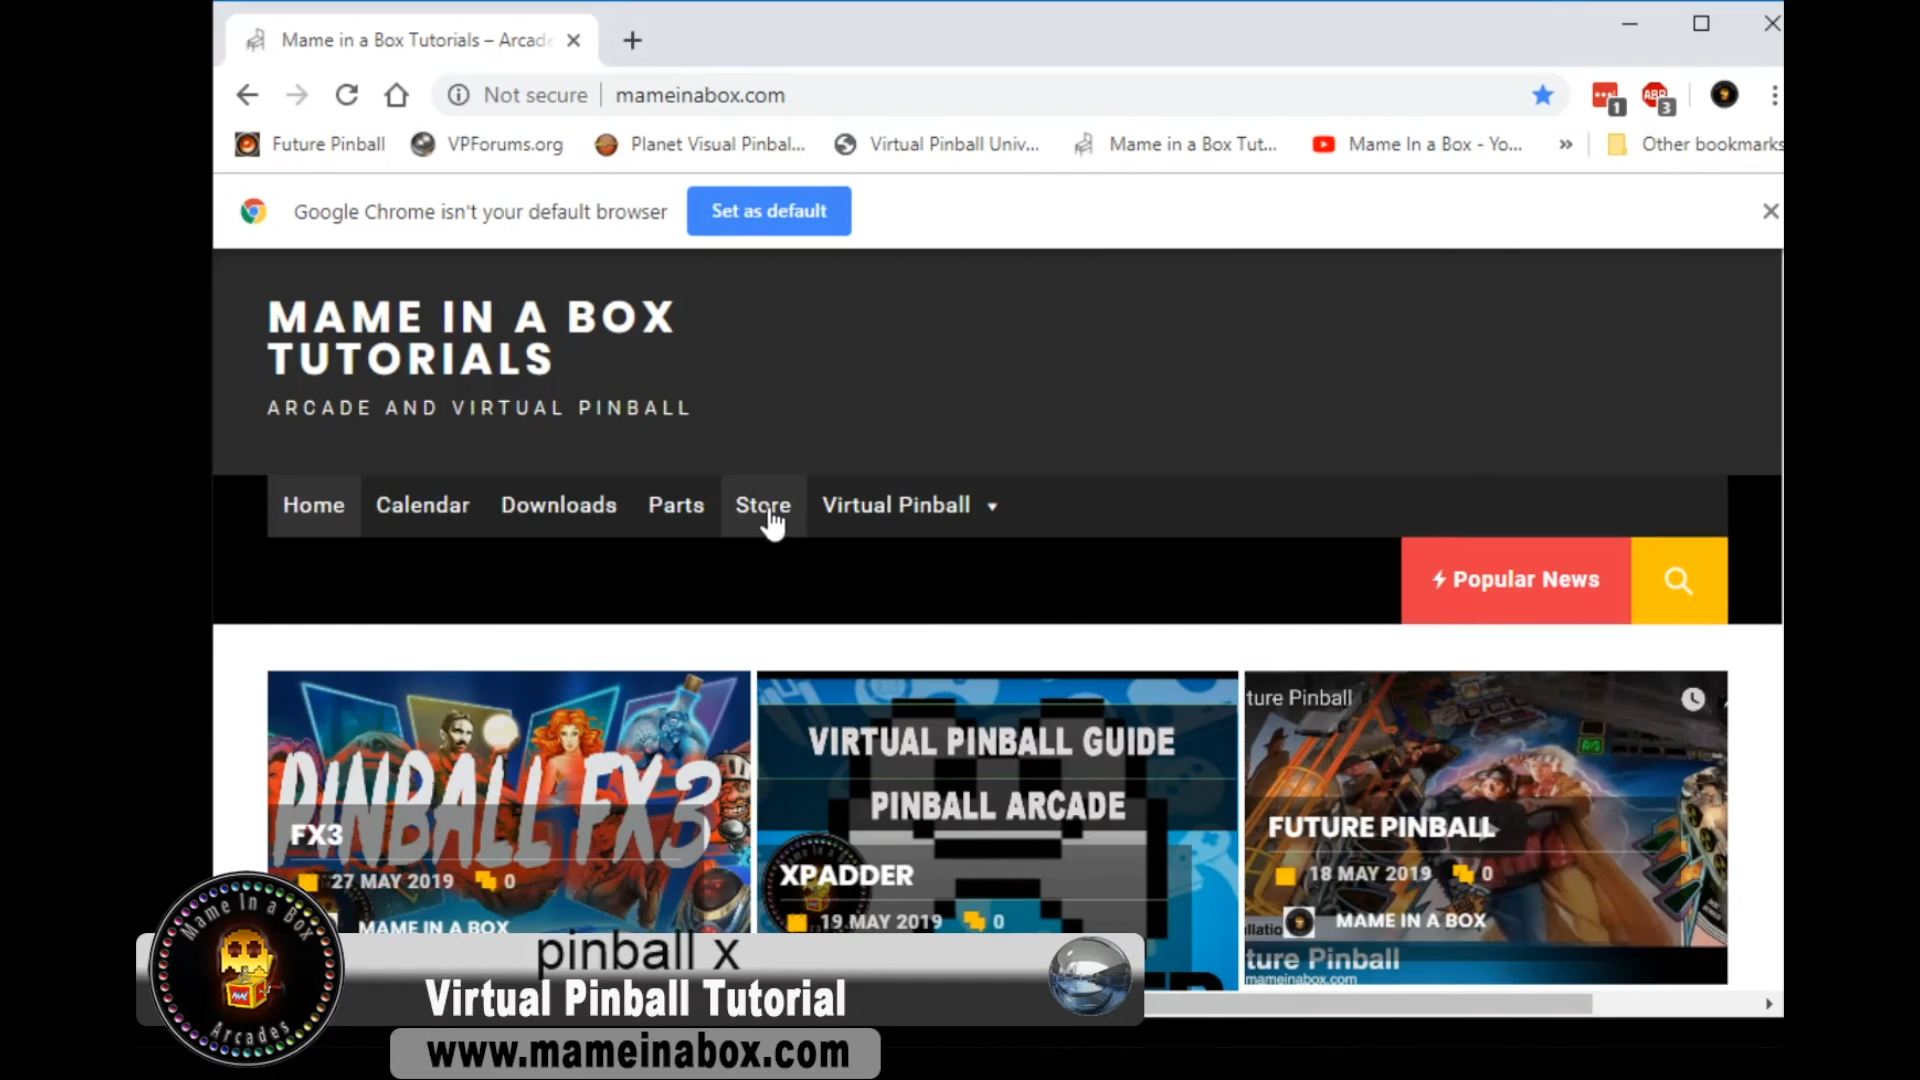 Mame in a Box Tutorials – Arcade
Not secure
mameinabox.com
1
ABP
3
Future Pinball
VPForums.org
Planet Visual Pinbal...
Virtual Pinball Univ...
Mame in a Box Tut...
Mame In a Box - Yo...
»
Other bookmarks
Google Chrome isn't your default browser
Set as default
MAME IN A BOX
TUTORIALS
ARCADE AND VIRTUAL PINBALL
Home
Calendar
Downloads
Parts
Store
Virtual Pinball
Popular News
PINBALL FX3
FX3
27 MAY 2019
0
MAME IN A BOX
VIRTUAL PINBALL GUIDE
PINBALL ARCADE
XPADDER
19 MAY 2019
0
ture Pinball
FUTURE PINBALL
18 MAY 2019
0
MAME IN A BOX
ture Pinball
www.mameinabox.com
Mame In a Box
Arcades
pinball x
Virtual Pinball Tutorial
www.mameinabox.com